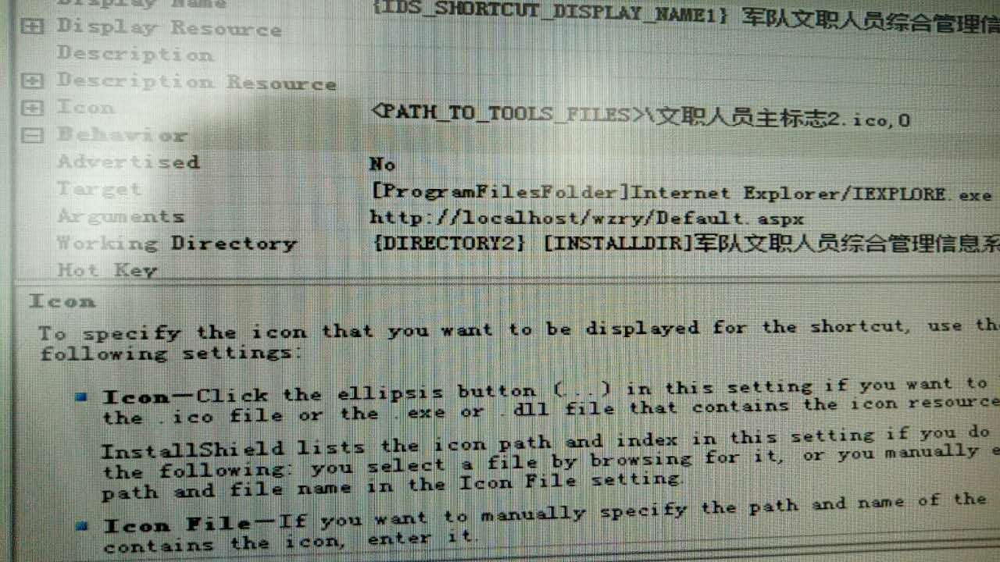 Display Name {IDS_SHORTCUT_DISPLAY_NAME1} 军队文职人员综合管理信
Display Resource
Description
Description Resource
Icon <PATH_TO_TOOLS_FILES>\文职人员主标志2.ico,0
Behavior
Advertised No
Target [ProgramFilesFolder]Internet Explorer/IEXPLORE.exe
Arguments http://localhost/wzry/Default.aspx
Working Directory {DIRECTORY2} [INSTALLDIR]军队文职人员综合管理信息系
Hot Key
Icon
To specify the icon that you want to be displayed for the shortcut, use th
following settings:
Icon—Click the ellipsis button (...) in this setting if you want to
the .ico file or the .exe or .dll file that contains the icon resource
InstallShield lists the icon path and index in this setting if you do
the following: you select a file by browsing for it, or you manually e
path and file name in the Icon File setting.
Icon File—If you want to manually specify the path and name of the
contains the icon, enter it.